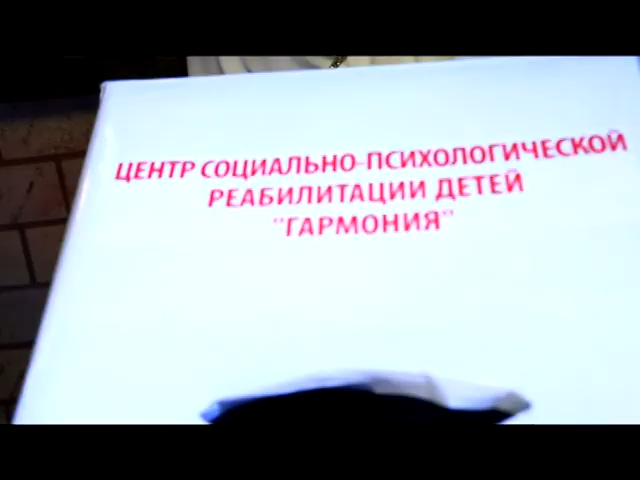 ЦЕНТР СОЦИАЛЬНО-ПСИХОЛОГИЧЕСКОЙ
РЕАБИЛИТАЦИИ ДЕТЕЙ
"ГАРМОНИЯ"